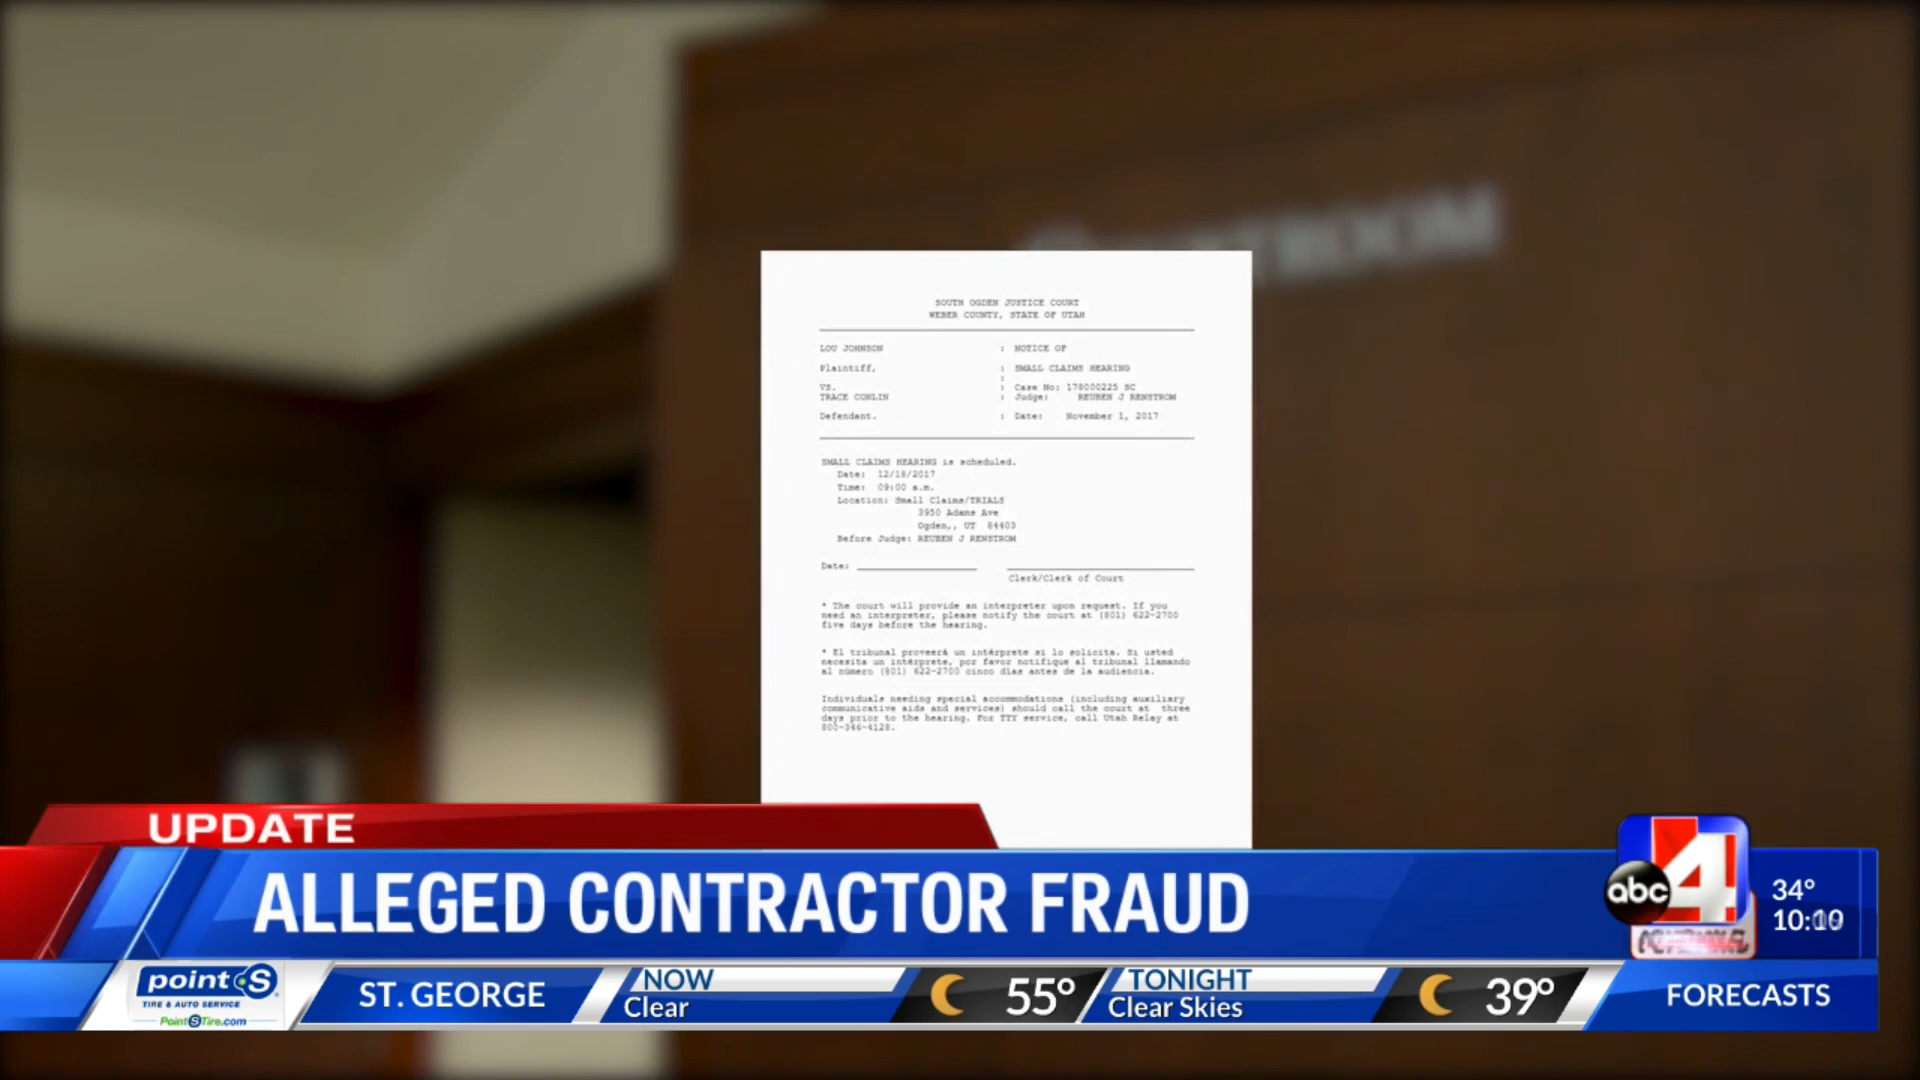 COURTROOM
SOUTH OGDEN JUSTICE COURT
WEBER COUNTY, STATE OF UTAH
LOU JOHNSON : NOTICE OF
Plaintiff, : SMALL CLAIMS HEARING
:
VS. : Case No: 178000225 SC
TRACE CONLIN : Judge: REUBEN J RENSTROM
Defendant. : Date: November 1, 2017
SMALL CLAIMS HEARING is scheduled.
Date: 12/18/2017
Time: 09:00 a.m.
Location: Small Claims/TRIALS
3950 Adams Ave
Ogden,, UT 84403
Before Judge: REUBEN J RENSTROM
Date:
Clerk/Clerk of Court
* The court will provide an interpreter upon request. If you
need an interpreter, please notify the court at (801) 622-2700
five days before the hearing.
* El tribunal proveerá un intérprete si lo solicita. Si usted
necesita un intérprete, por favor notifique al tribunal llamando
al número (801) 622-2700 cinco días antes de la audiencia.
Individuals needing special accommodations (including auxiliary
communicative aids and services) should call the court at three
days prior to the hearing. For TTY service, call Utah Relay at
800-346-4128.
UPDATE
ALLEGED CONTRACTOR FRAUD
abc 4
34°
point S
TIRE & AUTO SERVICE
PointSTire.com
ST. GEORGE
NOW
Clear
55°
TONIGHT
Clear Skies
39°
FORECASTS